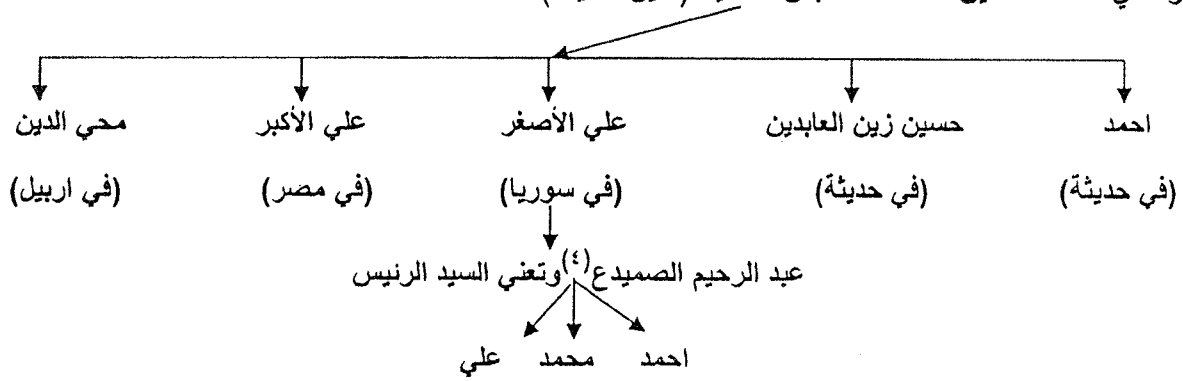 احمد حسين زين العابدين علي الأصغر علي الأكبر محي الدين
(في حديثة) (في حديثة) (في سوريا) (في مصر) (في اربيل)
عبد الرحيم الصميدع(٤) وتعني السيد الرئيس
احمد محمد علي